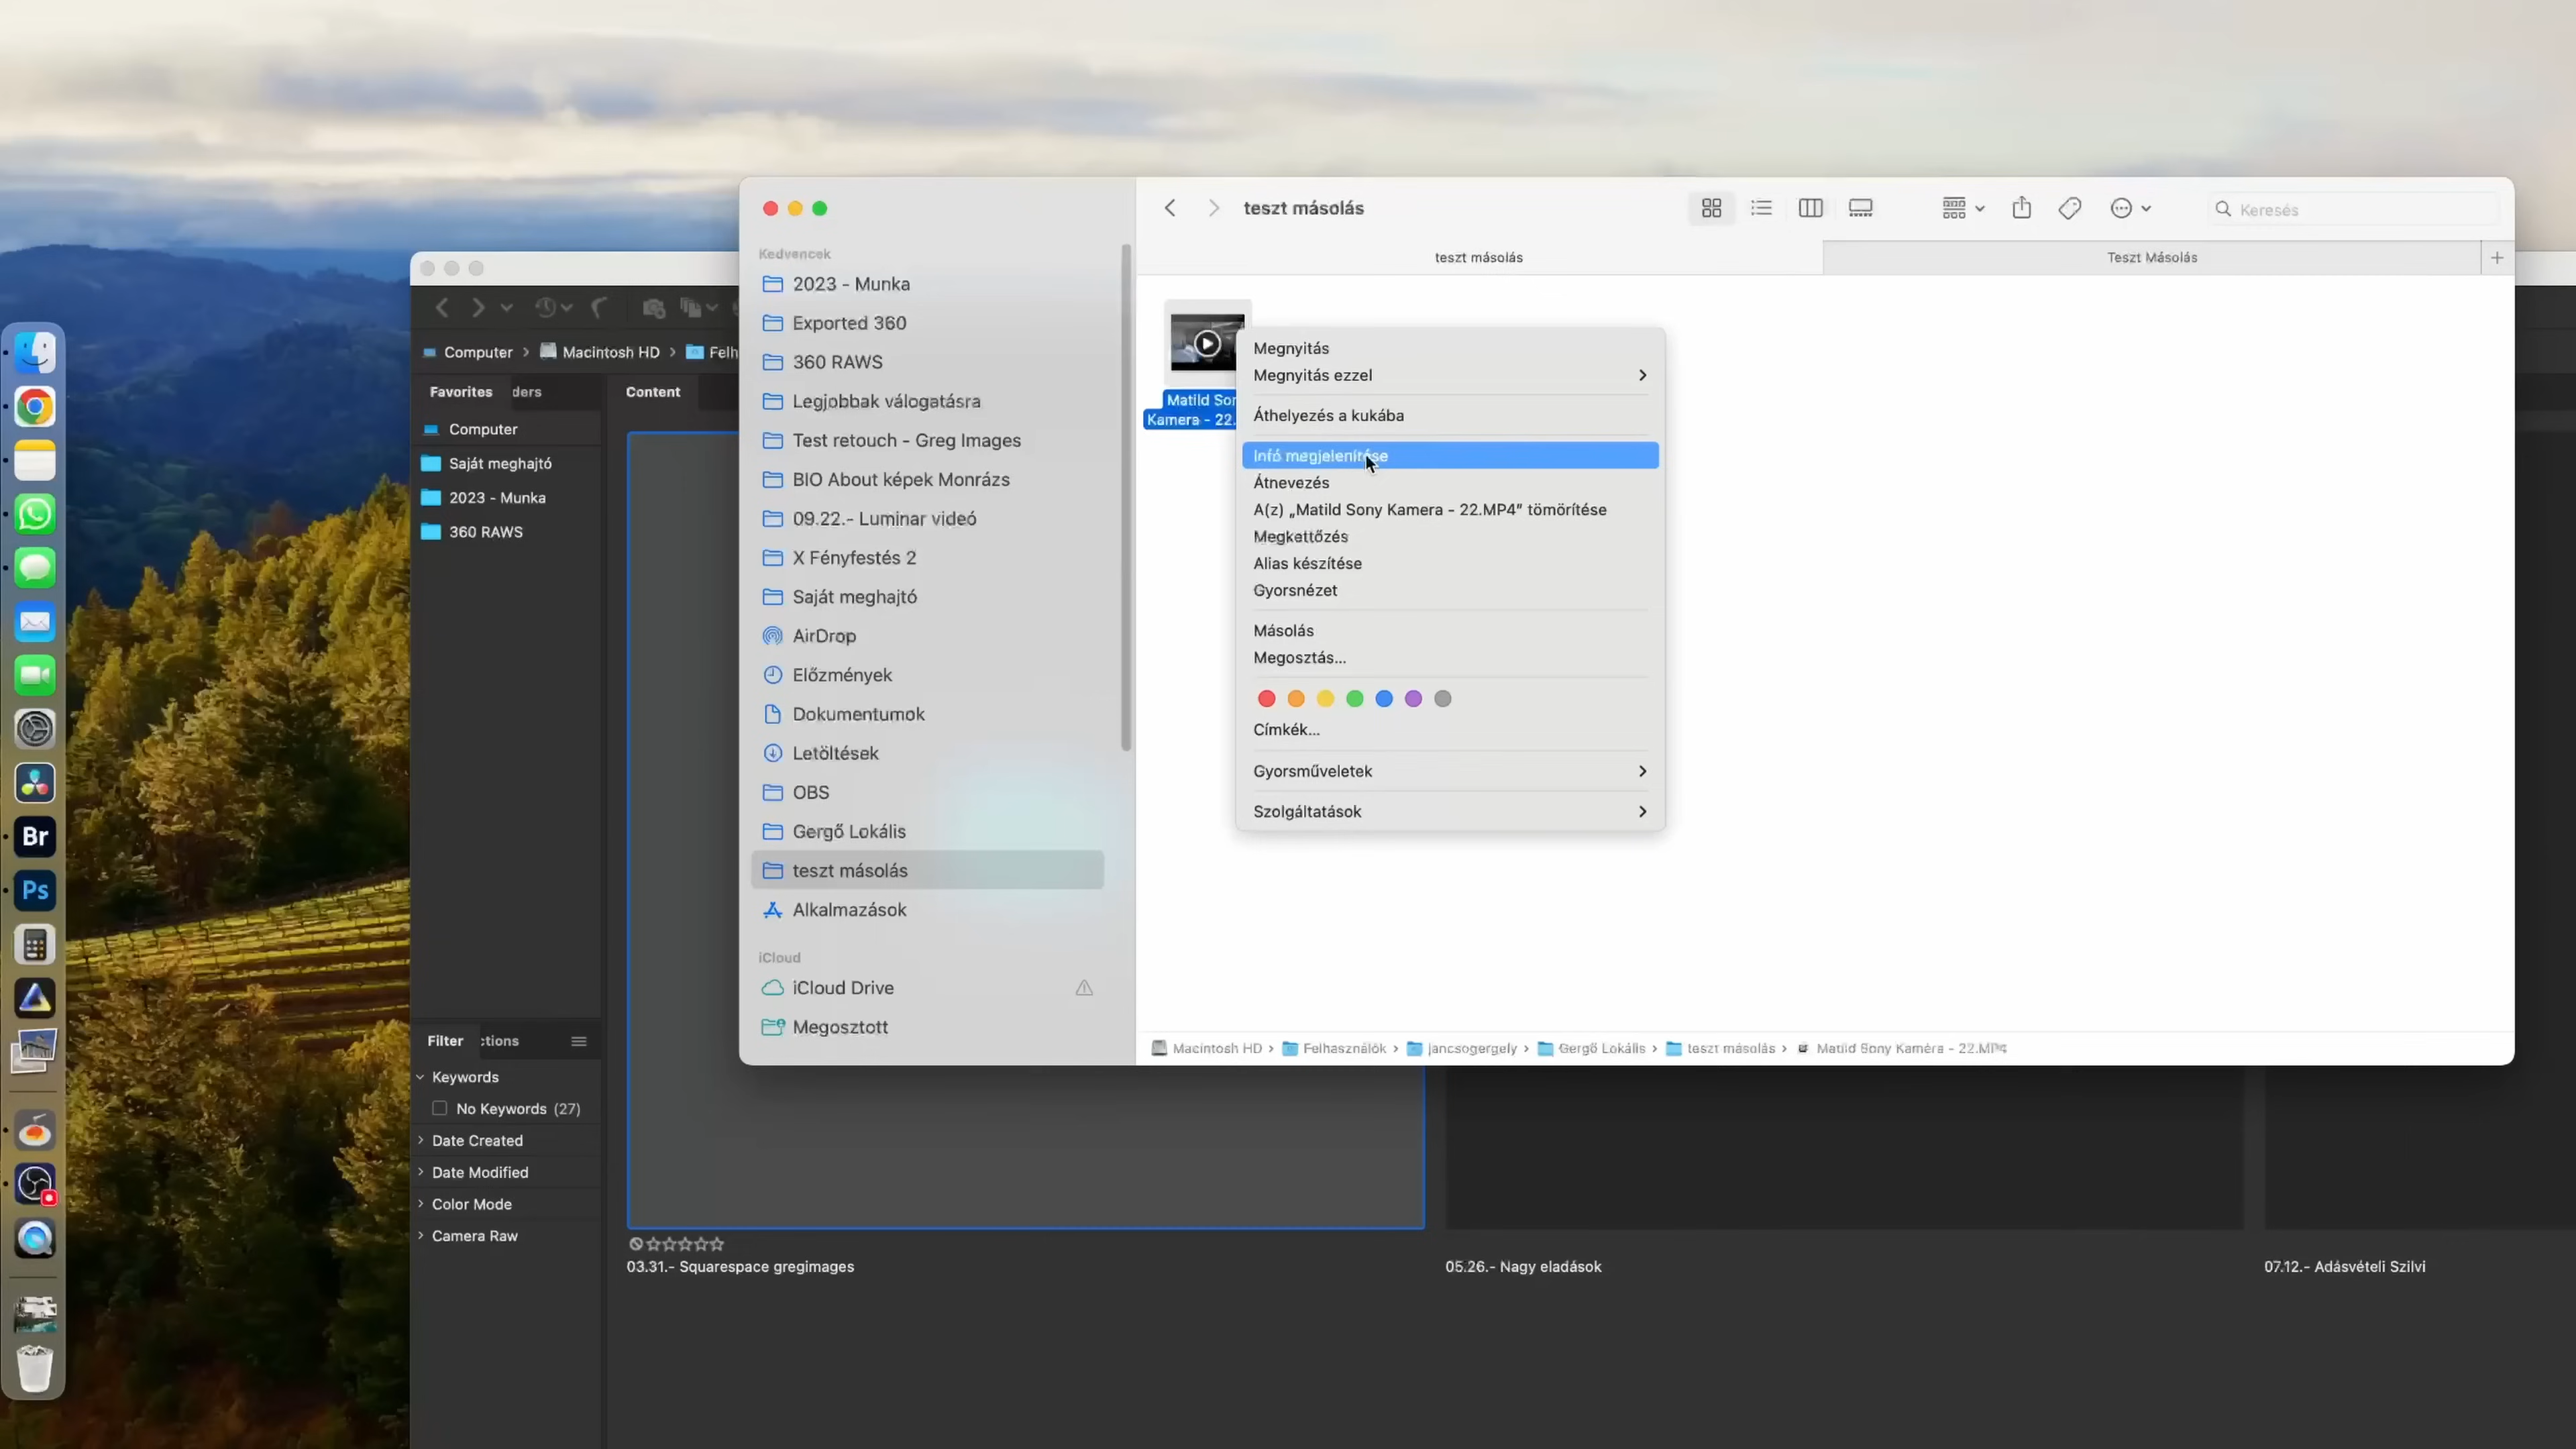 teszt másolás
Keresés
teszt másolás
Teszt Másolás
Kedvencek
2023 - Munka
Exported 360
360 RAWS
Legjobbak válogatásra
Test retouch - Greg Images
BIO About képek Monrázs
09.22.- Luminar videó
X Fényfestés 2
Saját meghajtó
AirDrop
Előzmények
Dokumentumok
Letöltések
OBS
Gergő Lokális
teszt másolás
Alkalmazások
iCloud
iCloud Drive
Megosztott
Matild Sor
Kamera - 22.
Megnyitás
Megnyitás ezzel
Áthelyezés a kukába
Infó megjelenítése
Átnevezés
A(z) „Matild Sony Kamera - 22.MP4” tömörítése
Megkettőzés
Alias készítése
Gyorsnézet
Másolás
Megosztás...
Címkék...
Gyorsműveletek
Szolgáltatások
Macintosh HD
Felhasználók
jancsogergely
Gergő Lokális
teszt másolás
Matild Sony Kamera - 22.MP4
Computer
Macintosh HD
Felh
Favorites
ders
Content
Computer
Saját meghajtó
2023 - Munka
360 RAWS
Filter
ctions
Keywords
No Keywords (27)
Date Created
Date Modified
Color Mode
Camera Raw
03.31.- Squarespace gregimages
05.26.- Nagy eladások
07.12.- Adásvételi Szilvi
Br
Ps